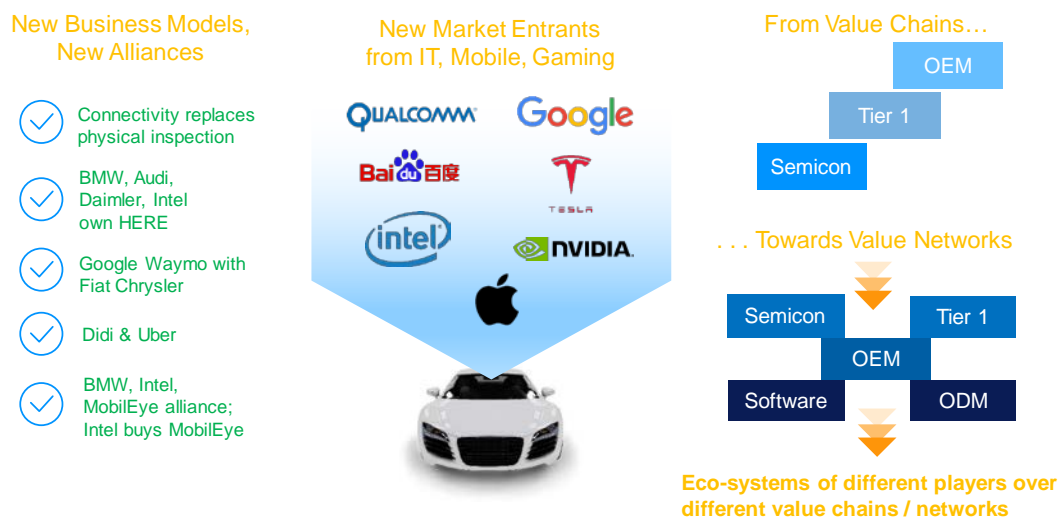 New Business Models,
New Alliances
Connectivity replaces
physical inspection
BMW, Audi,
Daimler, Intel
own HERE
Google Waymo with
Fiat Chrysler
Didi & Uber
BMW, Intel,
MobilEye alliance;
Intel buys MobilEye
New Market Entrants
from IT, Mobile, Gaming
QUALCOMM
Google
Bai du 百度
TESLA
intel
NVIDIA.
From Value Chains…
OEM
Tier 1
Semicon
. . . Towards Value Networks
Semicon
Tier 1
OEM
Software
ODM
Eco-systems of different players over
different value chains / networks